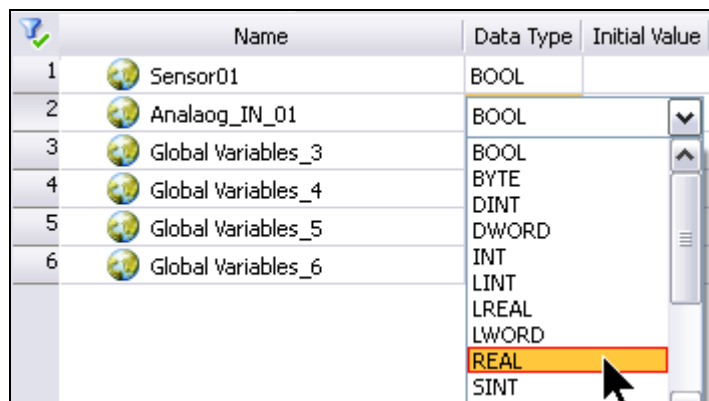 Name Data Type Initial Value
1 Sensor01 BOOL
2 Analaog_IN_01 BOOL
3 Global Variables_3 BOOL
BYTE
4 Global Variables_4 DINT
5 Global Variables_5 DWORD
INT
6 Global Variables_6 LINT
LREAL
LWORD
REAL
SINT